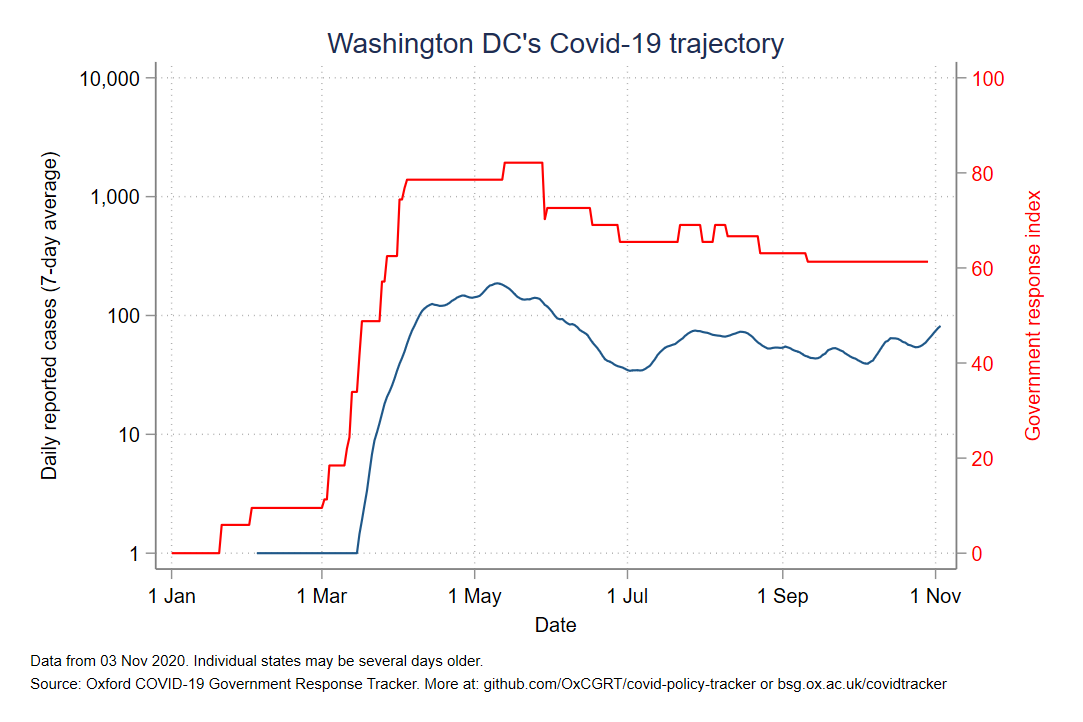 Washington DC's Covid-19 trajectory
10,000
1,000
100
10
1
Daily reported cases (7-day average)
100
80
60
40
20
0
Government response index
1 Jan
1 Mar
1 May
1 Jul
1 Sep
1 Nov
Date
Data from 03 Nov 2020. Individual states may be several days older.
Source: Oxford COVID-19 Government Response Tracker. More at: github.com/OxCGRT/covid-policy-tracker or bsg.ox.ac.uk/covidtracker